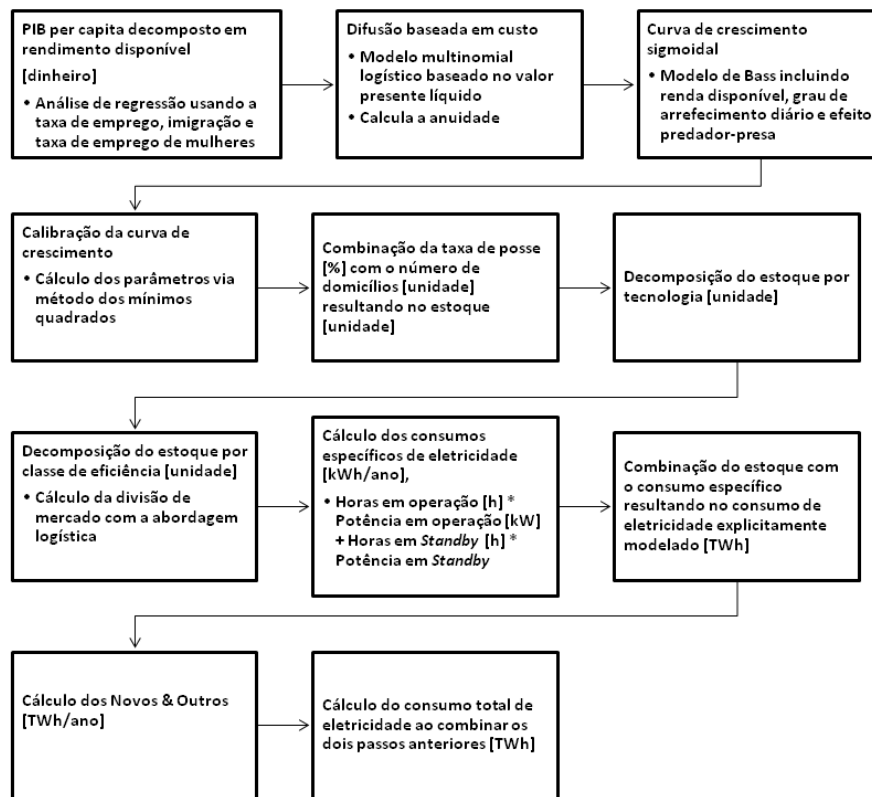 PIB per capita decomposto em
rendimento disponível
[dinheiro]
• Análise de regressão usando a
taxa de emprego, imigração e
taxa de emprego de mulheres
Difusão baseada em custo
• Modelo multinomial
logístico baseado no valor
presente líquido
• Calcula a anuidade
Curva de crescimento
sigmoidal
• Modelo de Bass incluindo
renda disponível, grau de
arrefecimento diário e efeito
predador-presa
Calibração da curva de
crescimento
• Cálculo dos parâmetros via
método dos mínimos
quadrados
Combinação da taxa de posse
[%] com o número de
domicílios [unidade]
resultando no estoque
[unidade]
Decomposição do estoque por
tecnologia [unidade]
Decomposição do estoque por
classe de eficiência [unidade]
• Cálculo da divisão de
mercado com a abordagem
logística
Cálculo dos consumos
específicos de eletricidade
[kWh/ano],
• Horas em operação [h] *
Potência em operação [kW]
+ Horas em Standby [h] *
Potência em Standby
Combinação do estoque com
o consumo específico
resultando no consumo de
eletricidade explicitamente
modelado [TWh]
Cálculo dos Novos & Outros
[TWh/ano]
Cálculo do consumo total de
eletricidade ao combinar os
dois passos anteriores [TWh]